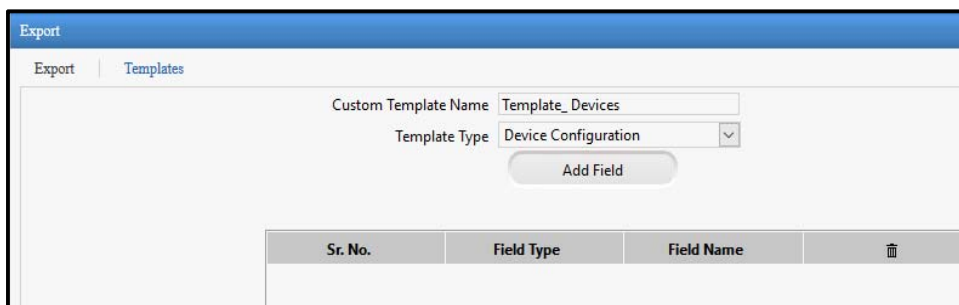 Export
Export Templates
Custom Template Name Template_ Devices
Template Type Device Configuration
Add Field
Sr. No. Field Type Field Name